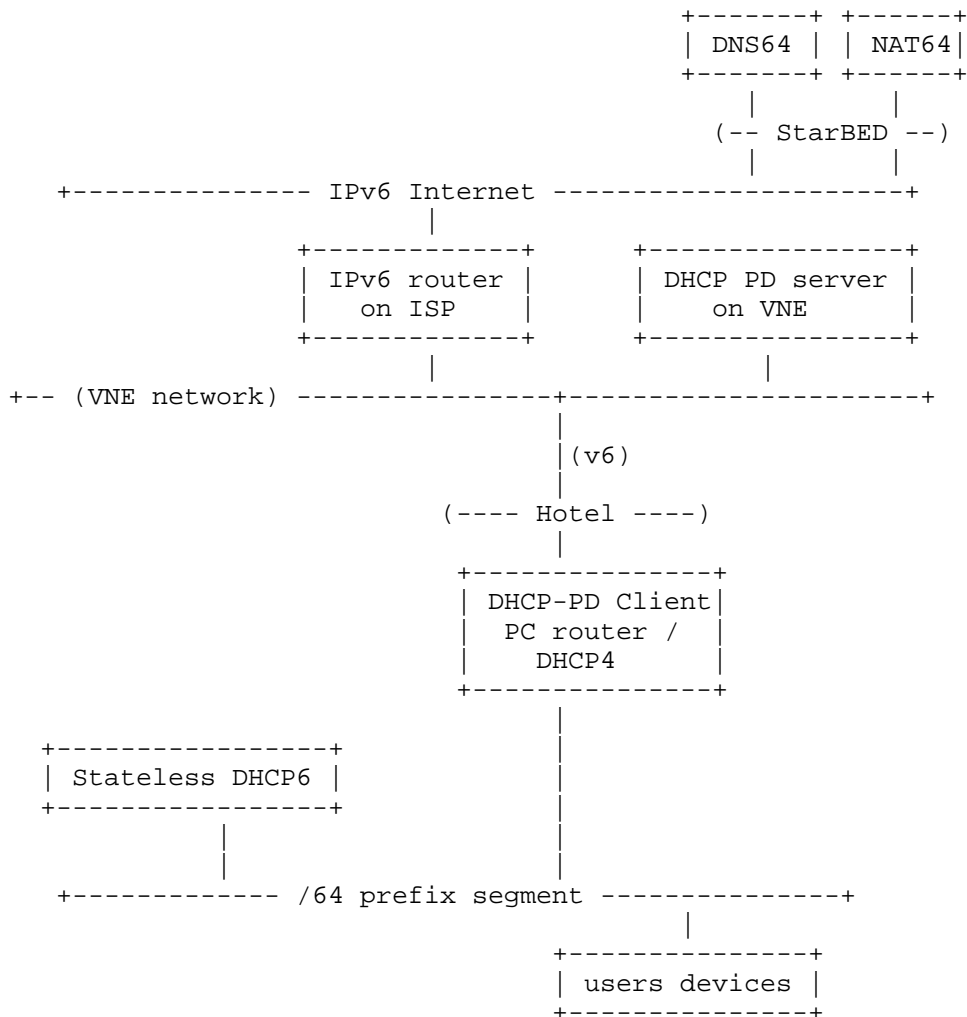 DNS64 NAT64
(-- StarBED --)
IPv6 Internet
IPv6 router DHCP PD server
on ISP on VNE
(VNE network)
(v6)
(---- Hotel ----)
DHCP-PD Client
PC router /
DHCP4
Stateless DHCP6
/64 prefix segment
users devices